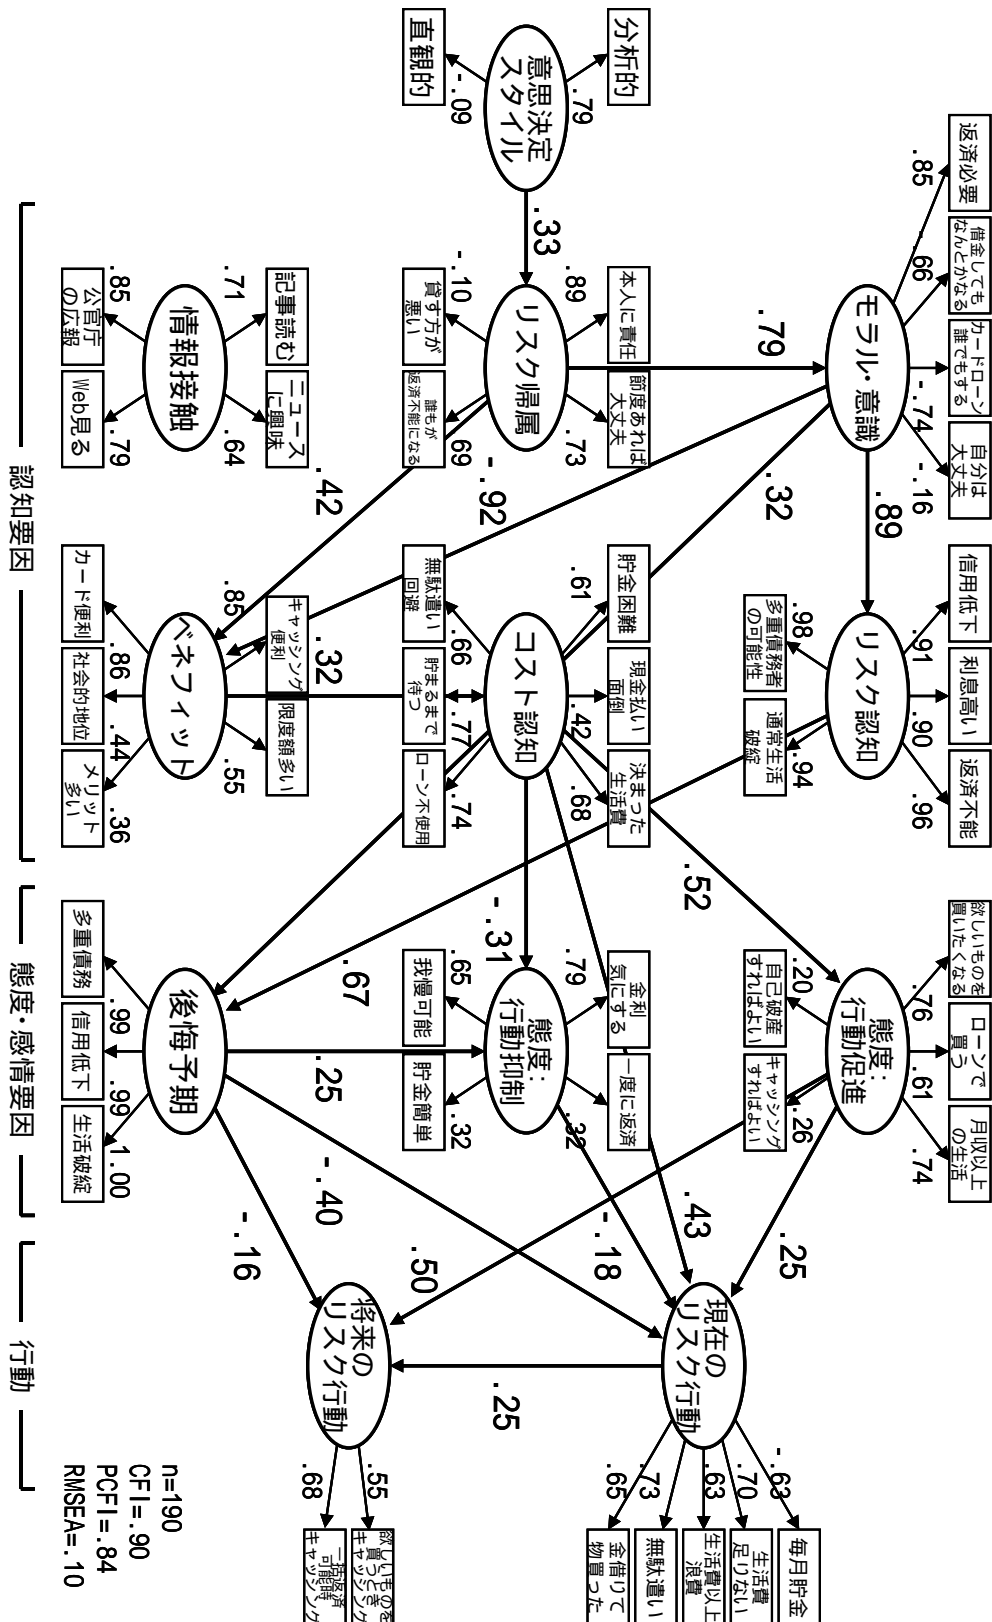 分析的
.79
意思決定
スタイル
-.09
直観的
.33
返済必要
.85
借金しても
なんとかなる
-.66
カードローン
誰でもする
-.74
自分は
大丈夫
-.16
モラル・意識
.79
本人に責任
.89
節度あれば
大丈夫
.73
リスク帰属
-.10
貸す方が
悪い
.69
誰もが
返済不能になる
記事読む
.71
ニュース
に興味
.64
情報接触
.85
公官庁
の広報
.79
Web見る
.89
.32
-.92
.42
信用低下
.91
利息高い
.90
返済不能
.96
リスク認知
.98
多重債務者
の可能性
.94
通常生活
破綻
貯金困難
.61
現金払い
面倒
.42
決まった
生活費
.68
コスト認知
.66
無駄遣い
回避
.77
貯まるまで
待つ
.74
ローン不使用
.32
キャッシング
便利
.85
限度額多い
.55
ベネフィット
.86
カード便利
.44
社会的地位
.36
メリット
多い
.52
-.31
.67
欲しいものを
買いたくなる
.76
ローンで
買う
.61
月収以上
の生活
.74
態度:
行動促進
.20
自己破産
すればよい
.26
キャッシング
すればよい
金利
気にする
.79
一度に返済
.32
態度:
行動抑制
.65
我慢可能
.32
貯金簡単
.25
後悔予期
.99
多重債務
.99
信用低下
1.00
生活破綻
.25
.43
-.18
.50
-.40
-.16
現在の
リスク行動
.25
将来の
リスク行動
-.63
毎月貯金
.70
生活費
足りない
.63
生活費以上
浪費
.73
無駄遣い
.65
金借りて
物買った
.55
欲しいものを
買うとき
キャッシング
.68
一括返済
可能時
キャッシング
認知要因
態度・感情要因
行動
n=190
CFI=.90
PCFI=.84
RMSEA=.10